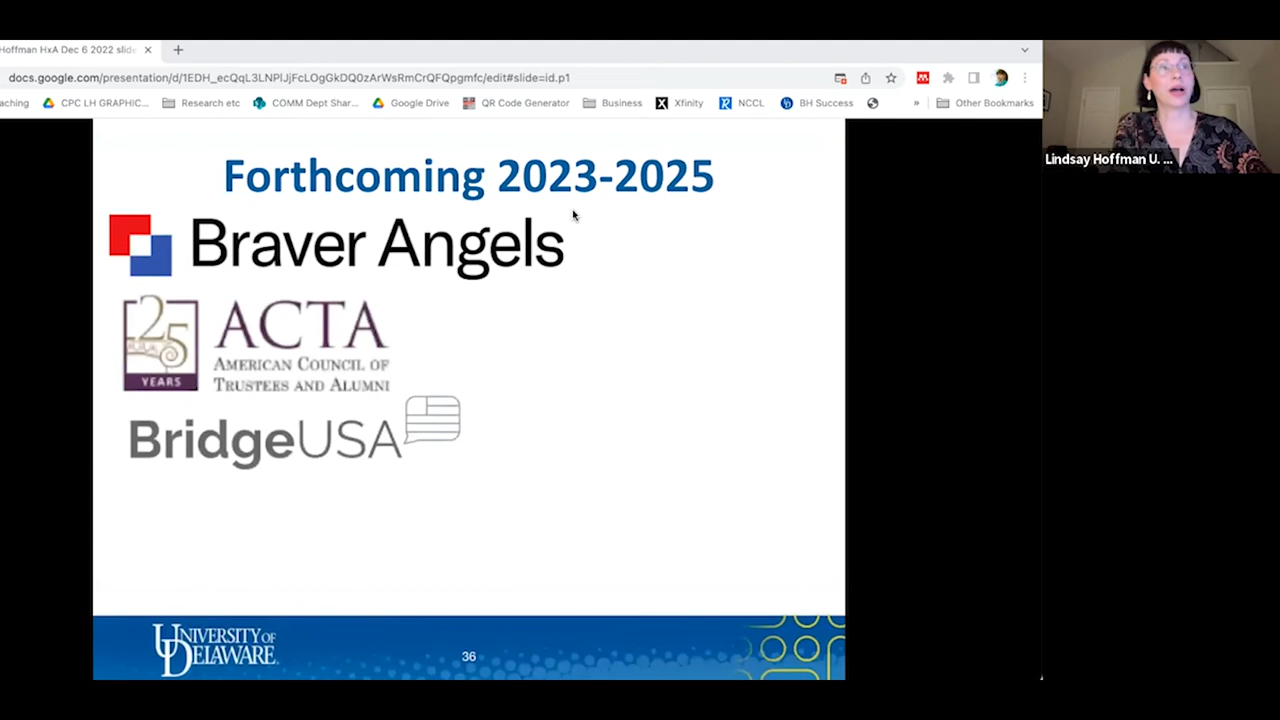 Hoffman HxA Dec 6 2022 slide
docs.google.com/presentation/d/1EDH_ecQqL3LNPIJjFcLOgGkDQ0zArWsRmCrQFQpgmfc/edit#slide=id.p1
aching CPC LH GRAPHIC... Research etc COMM Dept Shar... Google Drive QR Code Generator Business Xfinity NCCL BH Success » Other Bookmarks
Lindsay Hoffman U. ...
Forthcoming 2023-2025
Braver Angels
25 YEARS
ACTA
AMERICAN COUNCIL OF
TRUSTEES AND ALUMNI
BridgeUSA
UNIVERSITY OF
DELAWARE
36